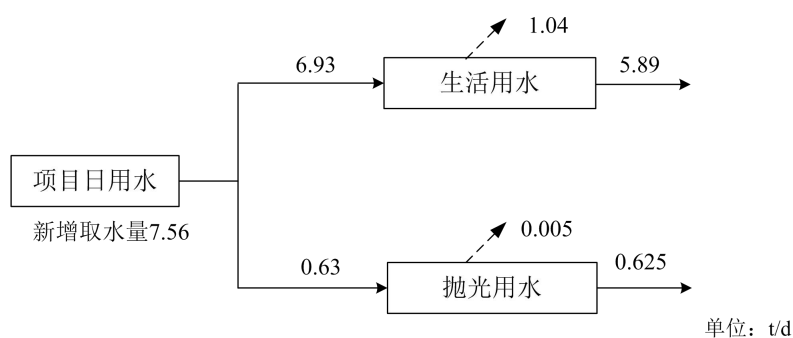 1.04
6.93
生活用水
5.89
项目日用水
新增取水量7.56
0.005
0.63
抛光用水
0.625
单位：t/d